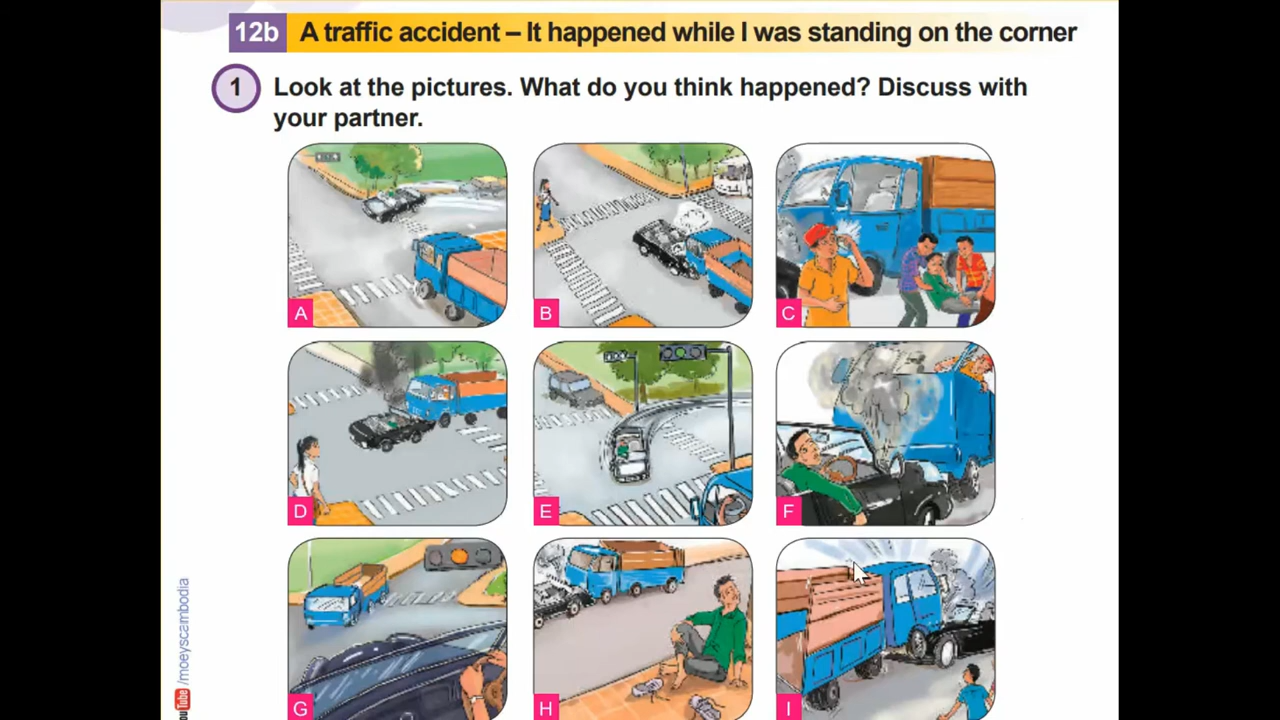 12b A traffic accident – It happened while I was standing on the corner
1 Look at the pictures. What do you think happened? Discuss with
your partner.
A
B
C
D
E
F
G
H
I
YouTube /moeyscambodia